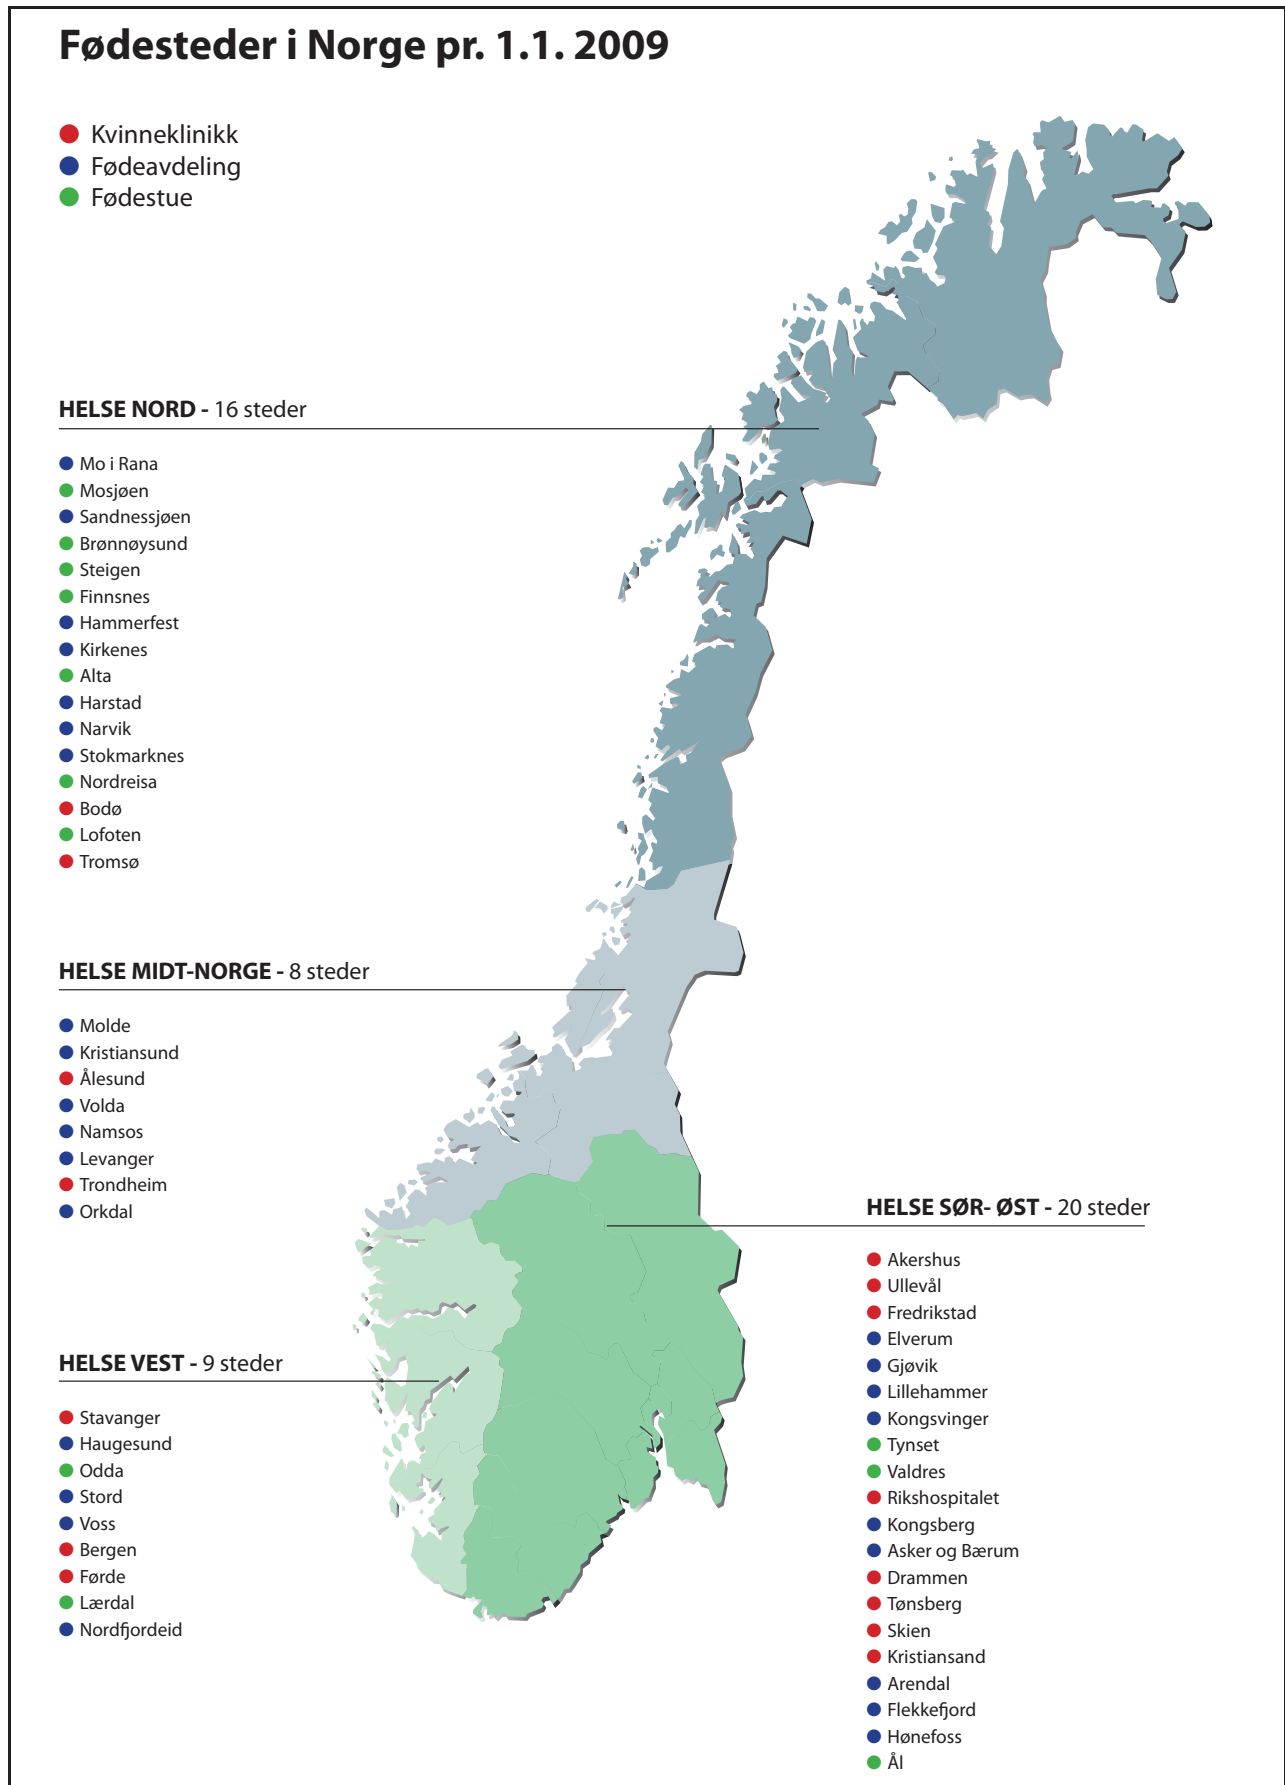 Fødesteder i Norge pr. 1.1. 2009
Kvinneklinikk
Fødeavdeling
Fødestue
HELSE NORD - 16 steder
Mo i Rana
Mosjøen
Sandnessjøen
Brønnøysund
Steigen
Finnsnes
Hammerfest
Kirkenes
Alta
Harstad
Narvik
Stokmarknes
Nordreisa
Bodø
Lofoten
Tromsø
HELSE MIDT-NORGE - 8 steder
Molde
Kristiansund
Ålesund
Volda
Namsos
Levanger
Trondheim
Orkdal
HELSE VEST - 9 steder
Stavanger
Haugesund
Odda
Stord
Voss
Bergen
Førde
Lærdal
Nordfjordeid
HELSE SØR- ØST - 20 steder
Akershus
Ullevål
Fredrikstad
Elverum
Gjøvik
Lillehammer
Kongsvinger
Tynset
Valdres
Rikshospitalet
Kongsberg
Asker og Bærum
Drammen
Tønsberg
Skien
Kristiansand
Arendal
Flekkefjord
Hønefoss
Ål